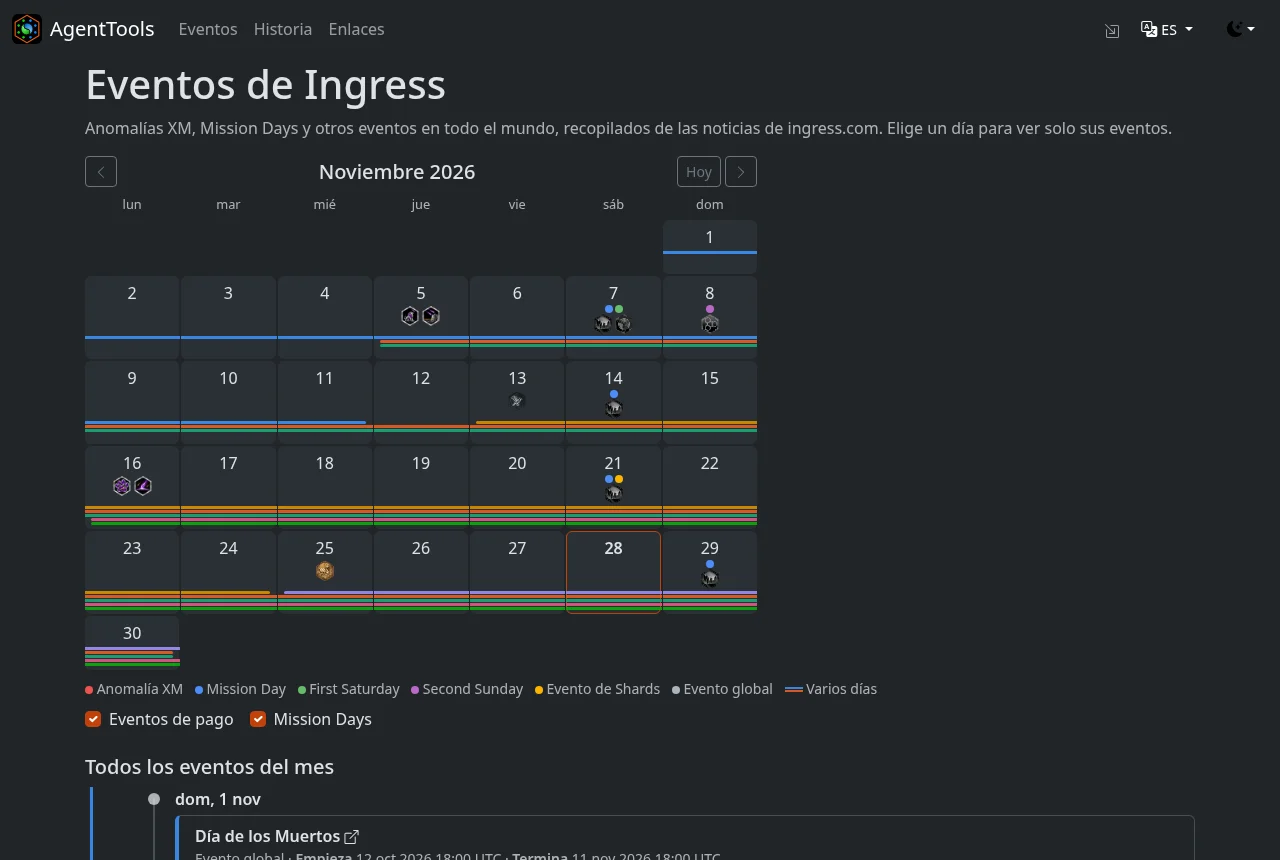 AgentTools Eventos Historia Enlaces ES
Eventos de Ingress
Anomalías XM, Mission Days y otros eventos en todo el mundo, recopilados de las noticias de ingress.com. Elige un día para ver solo sus eventos.
Noviembre 2026 Hoy
lun mar mié jue vie sáb dom
1
2 3 4 5 6 7 8
9 10 11 12 13 14 15
16 17 18 19 20 21 22
23 24 25 26 27 28 29
30
Anomalía XM Mission Day First Saturday Second Sunday Evento de Shards Evento global Varios días
Eventos de pago Mission Days
Todos los eventos del mes
dom, 1 nov
Día de los Muertos
Evento global · Empieza 12 oct 2026 18:00 UTC · Termina 11 nov 2026 18:00 UTC